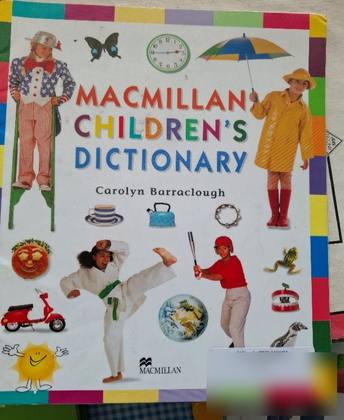 MACMILLAN
CHILDREN'S
DICTIONARY
Carolyn Barraclough
MACMILLAN